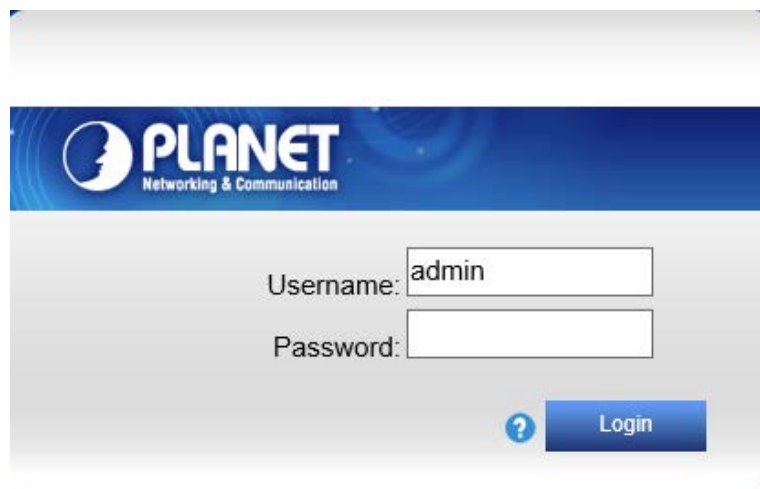 PLANET
Networking & Communication
Username: admin
Password:
? Login